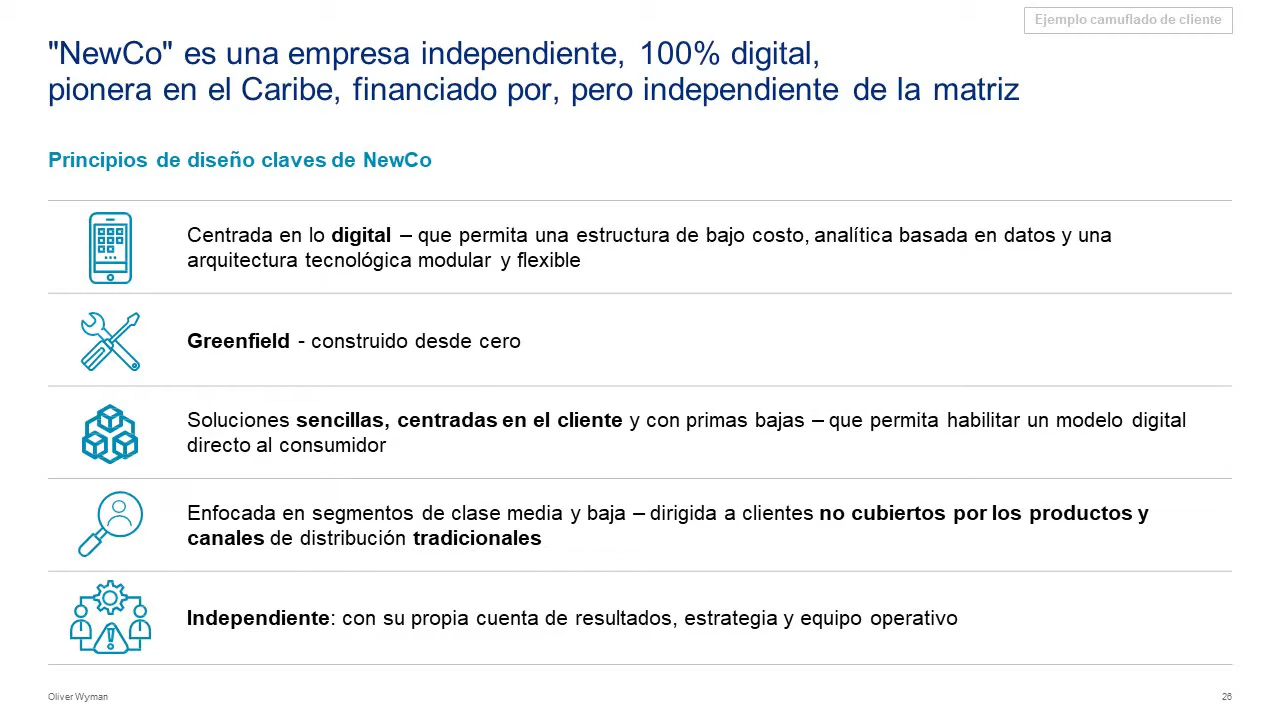 Ejemplo camuflado de cliente
"NewCo" es una empresa independiente, 100% digital,
pionera en el Caribe, financiado por, pero independiente de la matriz
Principios de diseño claves de NewCo
Centrada en lo digital – que permita una estructura de bajo costo, analítica basada en datos y una
arquitectura tecnológica modular y flexible
Greenfield - construido desde cero
Soluciones sencillas, centradas en el cliente y con primas bajas – que permita habilitar un modelo digital
directo al consumidor
Enfocada en segmentos de clase media y baja – dirigida a clientes no cubiertos por los productos y
canales de distribución tradicionales
Independiente: con su propia cuenta de resultados, estrategia y equipo operativo
Oliver Wyman
26